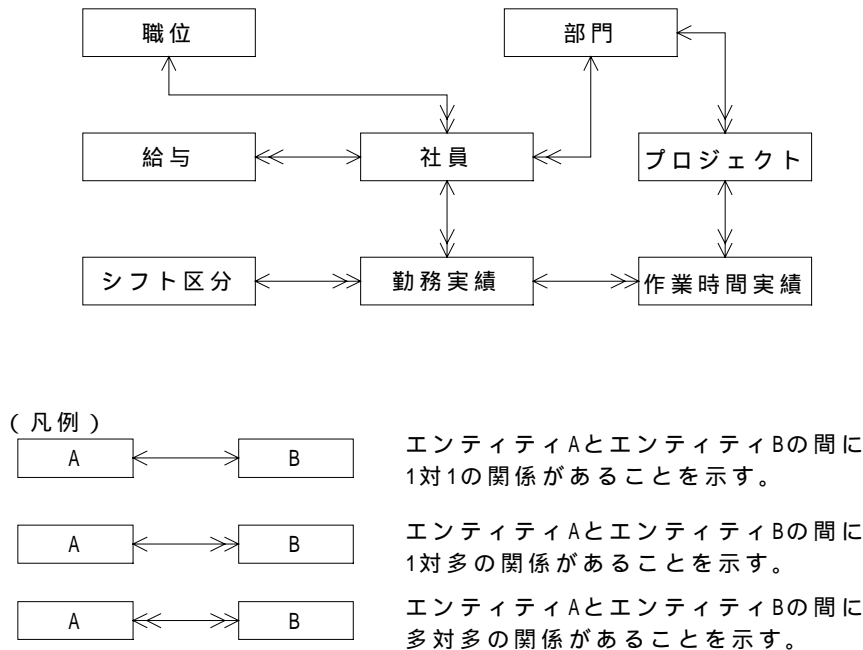 職位
部門
給与
社員
プロジェクト
シフト区分
勤務実績
作業時間実績
(凡例)
A
B
エンティティAとエンティティBの間に
1対1の関係があることを示す。
A
B
エンティティAとエンティティBの間に
1対多の関係があることを示す。
A
B
エンティティAとエンティティBの間に
多対多の関係があることを示す。